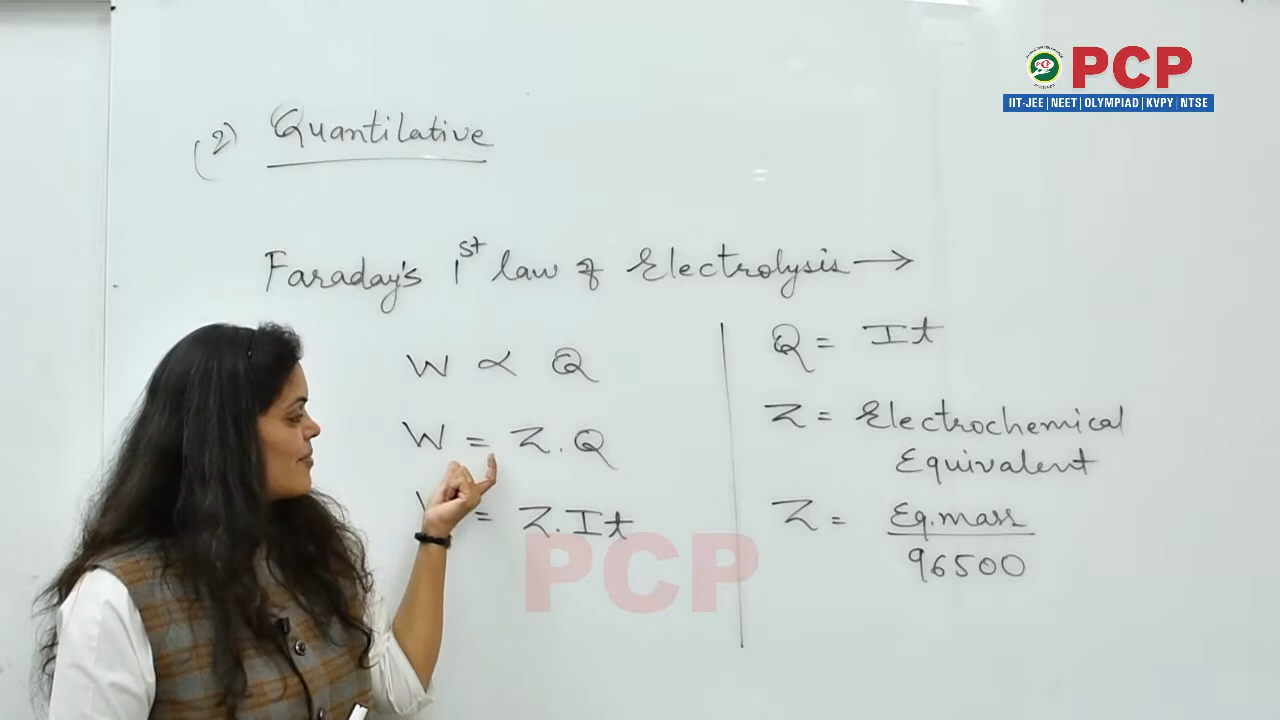 PCP
IIT-JEE | NEET | OLYMPIAD | KVPY | NTSE
(2) Quantilative
Faraday's 1st law of Electrolysis →
W ∝ Q
W = Z.Q
= Z.It
Q = It
Z = Electrochemical
Equivalent
Z = Eq.mass
96500
PCP